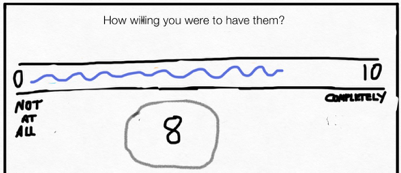 How willing you were to have them?
0 10
NOT COMPLETELY
AT
ALL
8